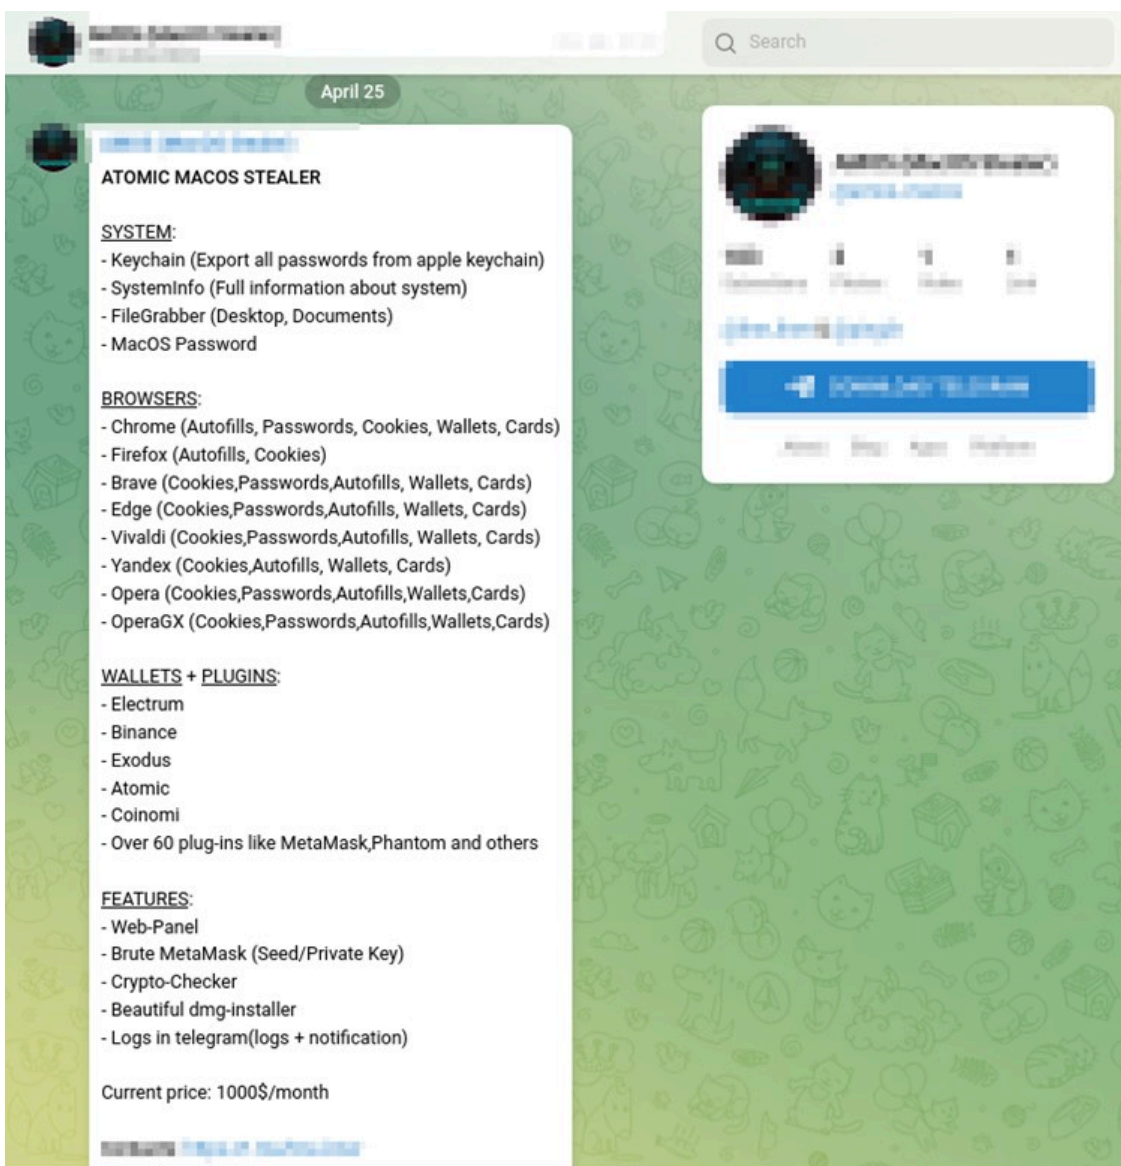 Search
April 25
ATOMIC MACOS STEALER
SYSTEM:
- Keychain (Export all passwords from apple keychain)
- SystemInfo (Full information about system)
- FileGrabber (Desktop, Documents)
- MacOS Password
BROWSERS:
- Chrome (Autofills, Passwords, Cookies, Wallets, Cards)
- Firefox (Autofills, Cookies)
- Brave (Cookies,Passwords,Autofills, Wallets, Cards)
- Edge (Cookies,Passwords,Autofills, Wallets, Cards)
- Vivaldi (Cookies,Passwords,Autofills, Wallets, Cards)
- Yandex (Cookies,Autofills, Wallets, Cards)
- Opera (Cookies,Passwords,Autofills,Wallets,Cards)
- OperaGX (Cookies,Passwords,Autofills,Wallets,Cards)
WALLETS + PLUGINS:
- Electrum
- Binance
- Exodus
- Atomic
- Coinomi
- Over 60 plug-ins like MetaMask,Phantom and others
FEATURES:
- Web-Panel
- Brute MetaMask (Seed/Private Key)
- Crypto-Checker
- Beautiful dmg-installer
- Logs in telegram(logs + notification)
Current price: 1000$/month